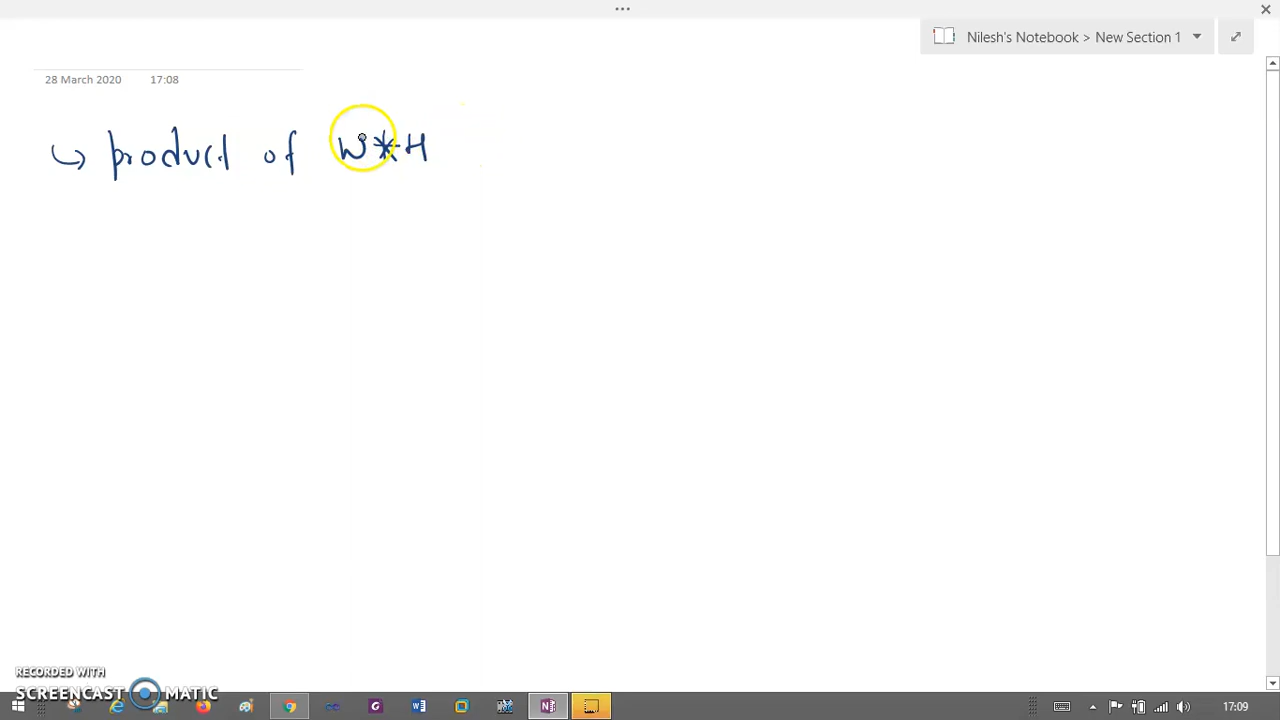 Nilesh's Notebook > New Section 1
28 March 2020 17:08
↪ product of W*H
RECORDED WITH
SCREENCAST MATIC
17:09